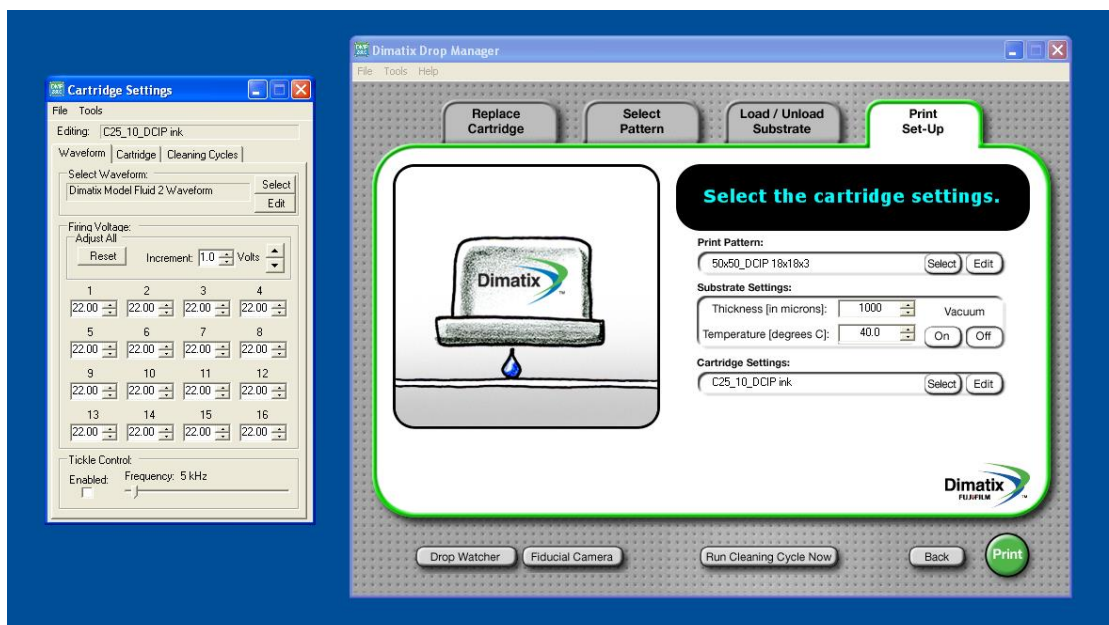 Cartridge Settings
File Tools
Editing: C25_10_DCIP ink
Waveform Cartridge Cleaning Cycles
Select Waveform:
Dimatix Model Fluid 2 Waveform Select
Edit
Firing Voltage:
Adjust All
Reset Increment: 1.0 Volts
1 2 3 4
22.00 22.00 22.00 22.00
5 6 7 8
22.00 22.00 22.00 22.00
9 10 11 12
22.00 22.00 22.00 22.00
13 14 15 16
22.00 22.00 22.00 22.00
Tickle Control:
Enabled: Frequency: 5 kHz
Dimatix Drop Manager
File Tools Help
Replace Cartridge
Select Pattern
Load / Unload Substrate
Print Set-Up
Dimatix
Select the cartridge settings.
Print Pattern:
50x50_DCIP 18x18x3 Select Edit
Substrate Settings:
Thickness [in microns]: 1000 Vacuum
Temperature [degrees C]: 40.0 On Off
Cartridge Settings:
C25_10_DCIP ink Select Edit
Dimatix
FUJIFILM
Drop Watcher Fiducial Camera Run Cleaning Cycle Now Back Print